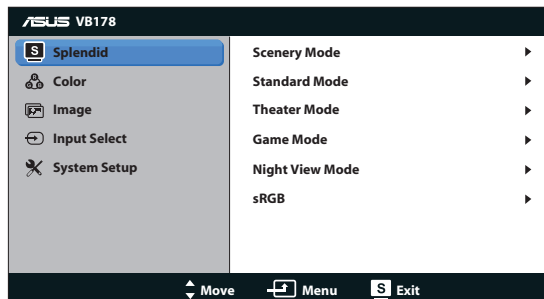 ASUS VB178
S Splendid
Color
Image
Input Select
System Setup
Scenery Mode
Standard Mode
Theater Mode
Game Mode
Night View Mode
sRGB
Move Menu S Exit